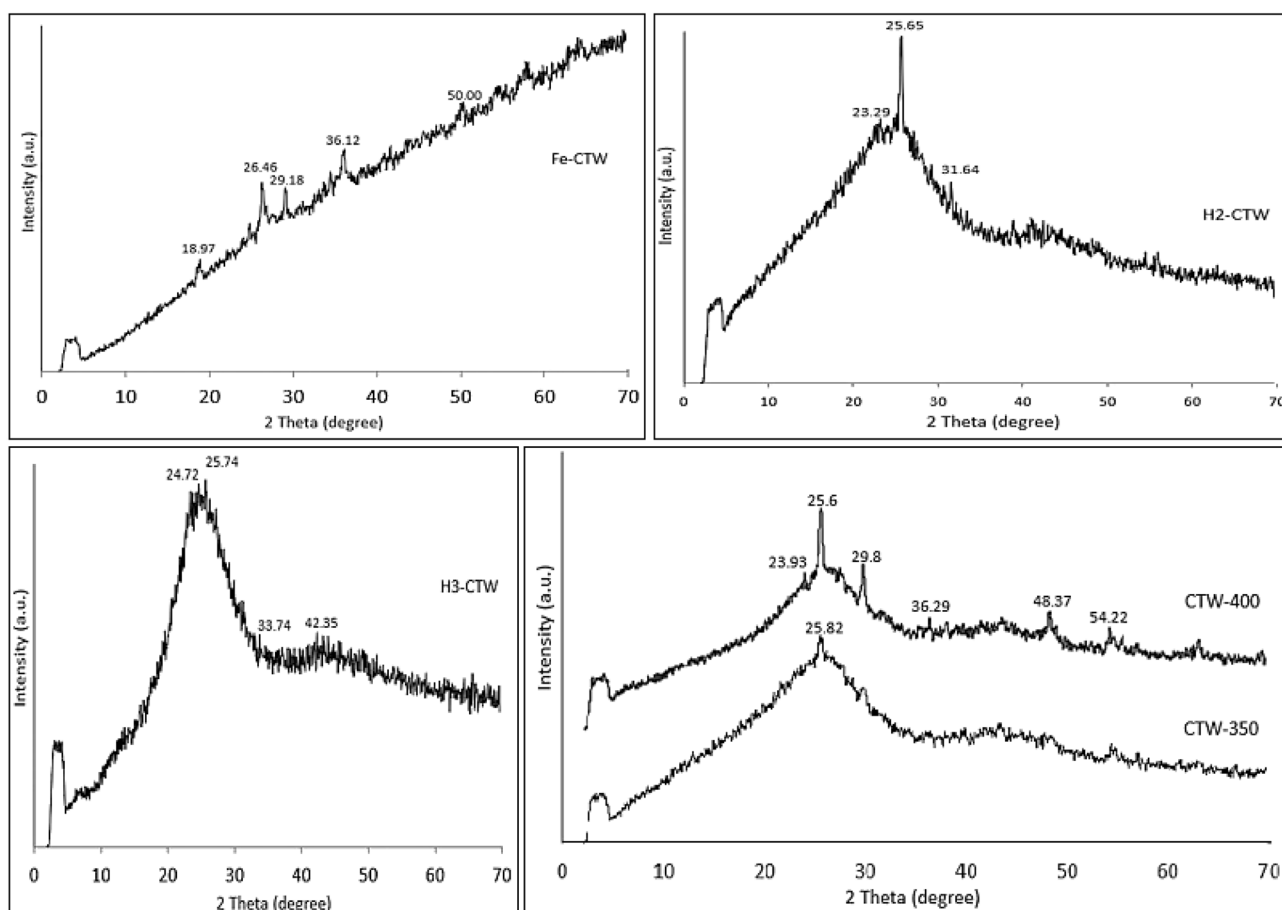 50.00
36.12
26.46
29.18
18.97
Fe-CTW
Intensity (a.u.)
0 10 20 30 40 50 60 70
2 Theta (degree)
25.65
23.29
31.64
H2-CTW
Intensity (a.u.)
0 10 20 30 40 50 60 70
2 Theta (degree)
24.72 25.74
H3-CTW
33.74 42.35
Intensity (a.u.)
0 10 20 30 40 50 60 70
2 Theta (degree)
25.6
23.93 29.8
36.29 48.37 54.22
CTW-400
25.82
CTW-350
Intensity (a.u.)
0 10 20 30 40 50 60 70
2 Theta (degree)